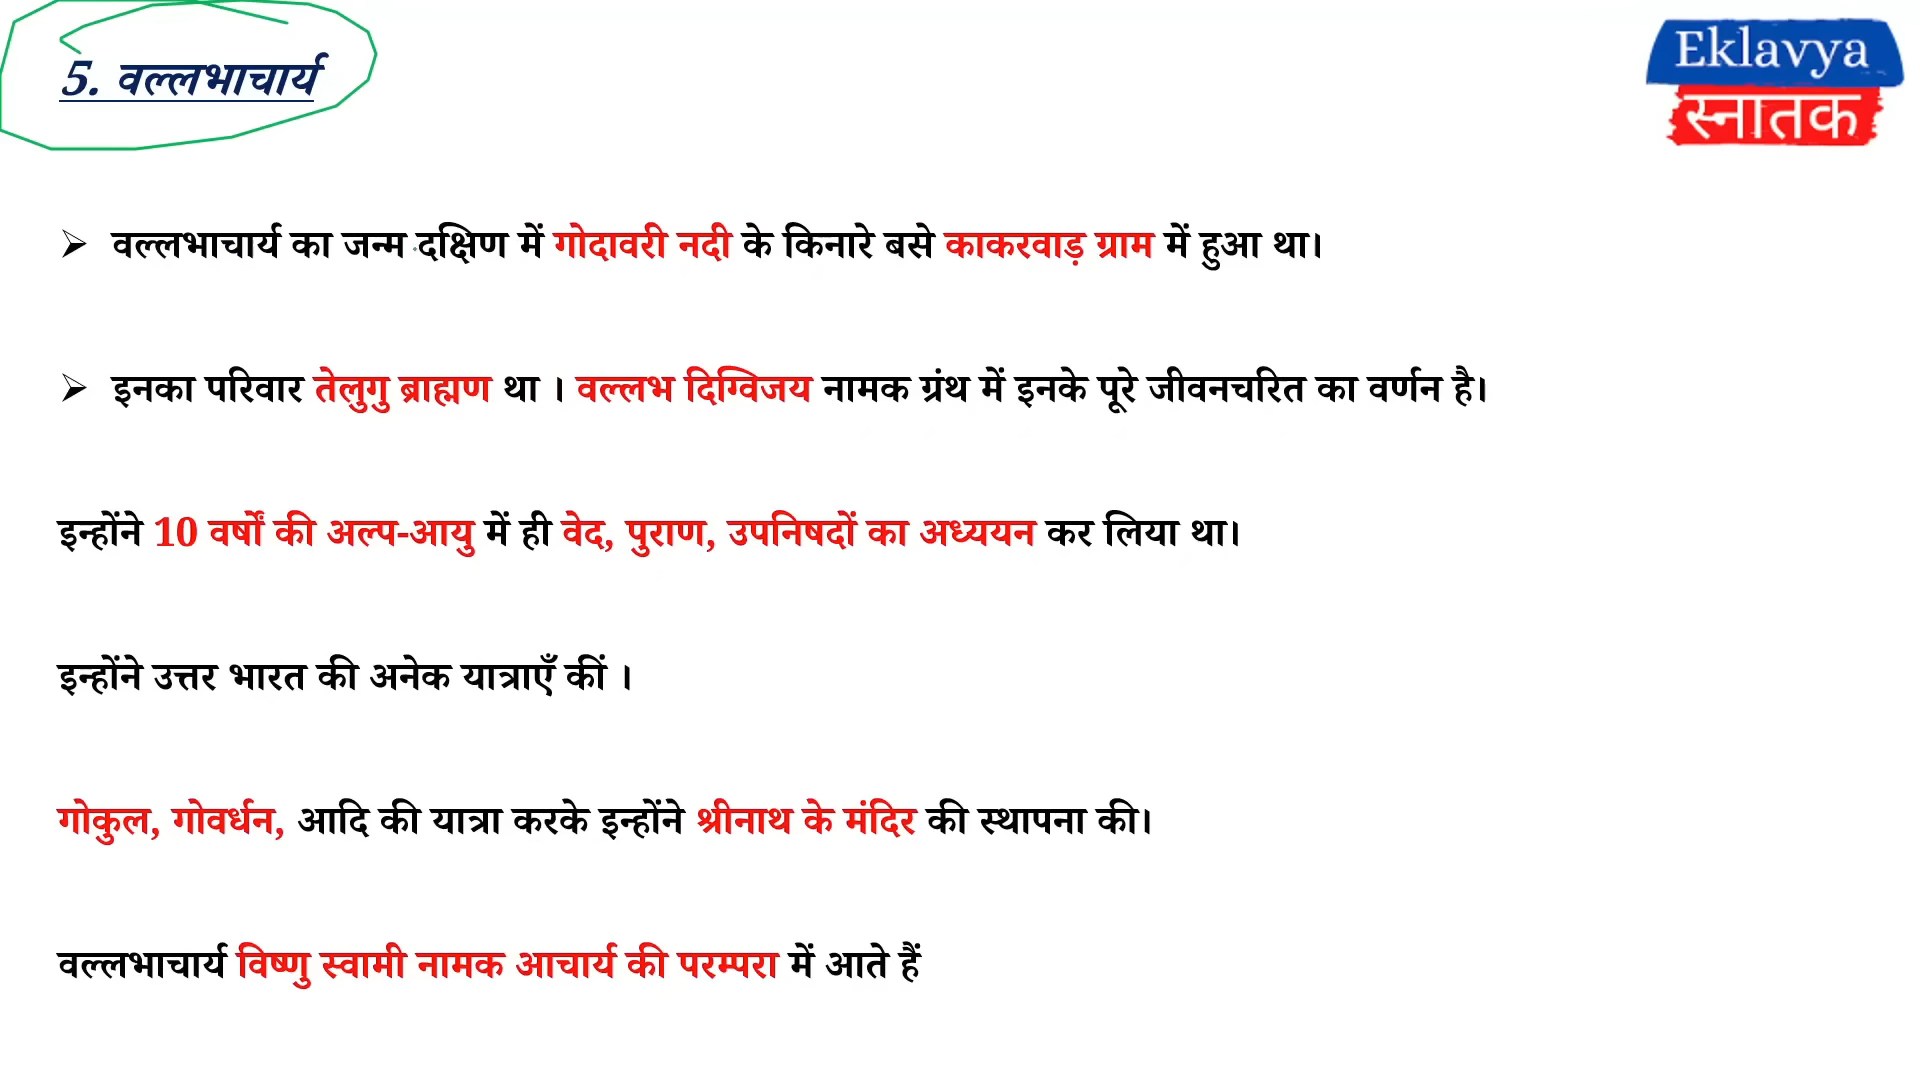 5. वल्लभाचार्य
Eklavya
स्नातक
➢ वल्लभाचार्य का जन्म दक्षिण में गोदावरी नदी के किनारे बसे काकरवाड़ ग्राम में हुआ था।
➢ इनका परिवार तेलुगु ब्राह्मण था । वल्लभ दिग्विजय नामक ग्रंथ में इनके पूरे जीवनचरित का वर्णन है।
इन्होंने 10 वर्षों की अल्प-आयु में ही वेद, पुराण, उपनिषदों का अध्ययन कर लिया था।
इन्होंने उत्तर भारत की अनेक यात्राएँ कीं ।
गोकुल, गोवर्धन, आदि की यात्रा करके इन्होंने श्रीनाथ के मंदिर की स्थापना की।
वल्लभाचार्य विष्णु स्वामी नामक आचार्य की परम्परा में आते हैं